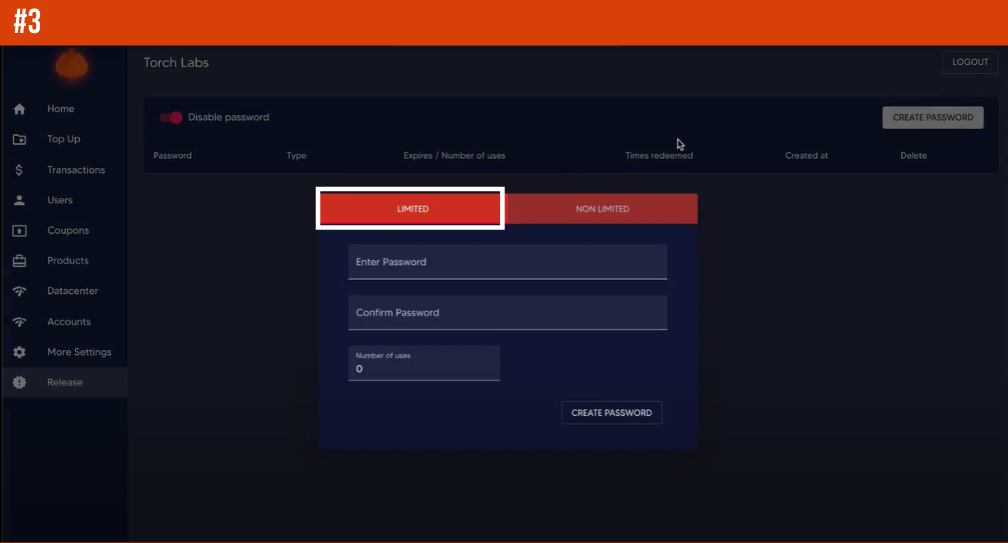 #3
Torch Labs
LOGOUT
Home
Top Up
Transactions
Users
Coupons
Products
Datacenter
Accounts
More Settings
Release
Disable password
CREATE PASSWORD
Password Type Expires / Number of uses Times redeemed Created at Delete
LIMITED NON LIMITED
Enter Password
Confirm Password
Number of uses
0
CREATE PASSWORD